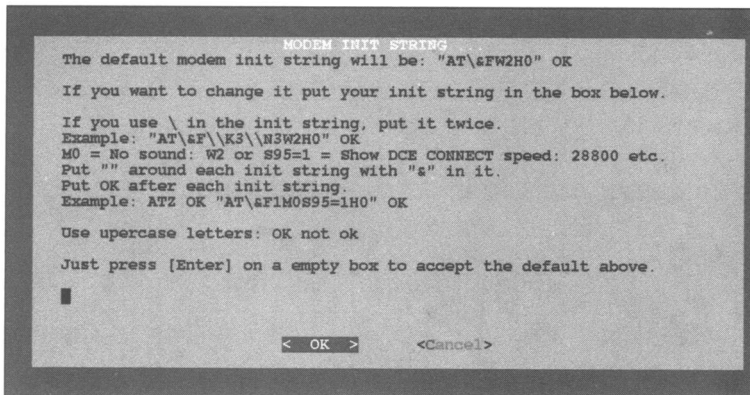 MODEM INIT STRING ...
The default modem init string will be: "AT\&FW2H0" OK
If you want to change it put your init string in the box below.
If you use \ in the init string, put it twice.
Example: "AT\&F\\K3\\N3W2H0" OK
M0 = No sound: W2 or S95=1 = Show DCE CONNECT speed: 28800 etc.
Put "" around each init string with "&" in it.
Put OK after each init string.
Example: ATZ OK "AT\&F1M0S95=1H0" OK
Use upercase letters: OK not ok
Just press [Enter] on a empty box to accept the default above.
< OK > <Cancel>